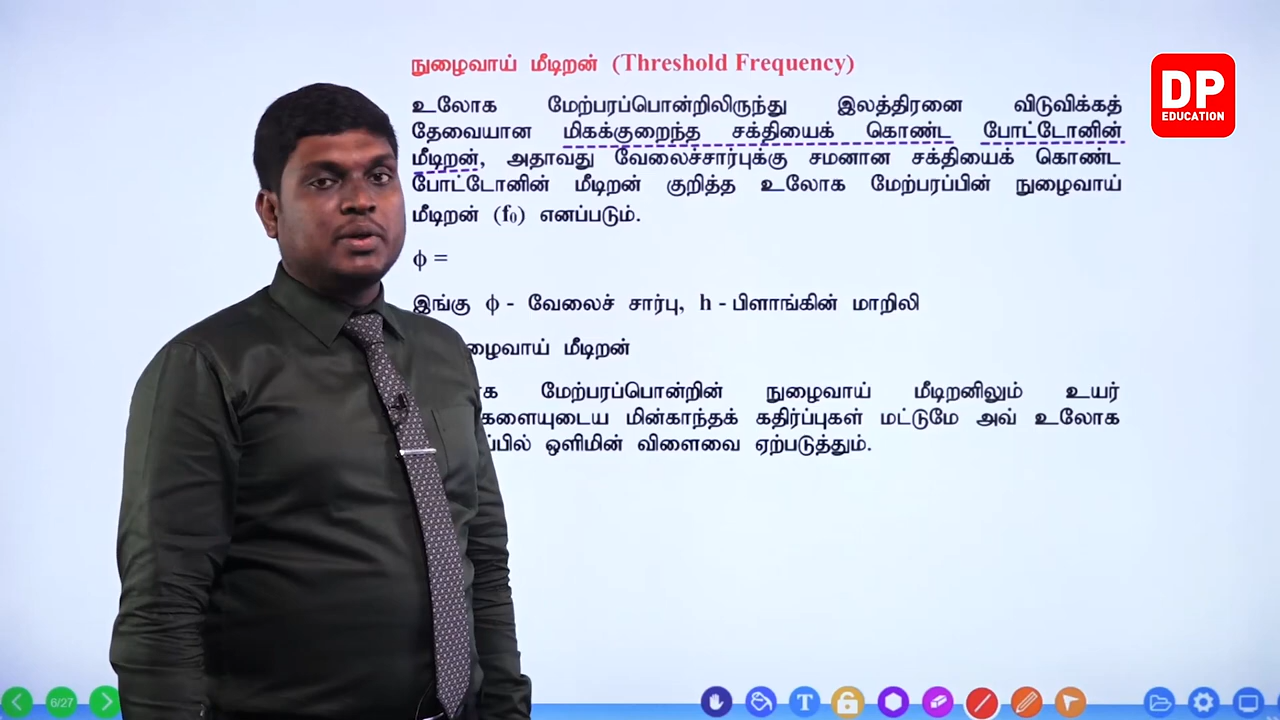 நுழைவாய் மீடிறன் (Threshold Frequency)
DP
EDUCATION
உலோக மேற்பரப்பொன்றிலிருந்து இலத்திரனை விடுவிக்கத்
தேவையான மிகக்குறைந்த சக்தியைக் கொண்ட போட்டோனின்
மீடிறன், அதாவது வேலைச்சார்புக்கு சமனான சக்தியைக் கொண்ட
போட்டோனின் மீடிறன் குறித்த உலோக மேற்பரப்பின் நுழைவாய்
மீடிறன் (f₀) எனப்படும்.
ϕ =
இங்கு ϕ - வேலைச் சார்பு, h - பிளாங்கின் மாறிலி
மீடிறன்
மேற்பரப்பொன்றின் நுழைவாய் மீடிறனிலும் உயர்
மின்காந்தக் கதிர்ப்புகள் மட்டுமே அவ் உலோக
ஒளிமின் விளைவை ஏற்படுத்தும்.
6/27